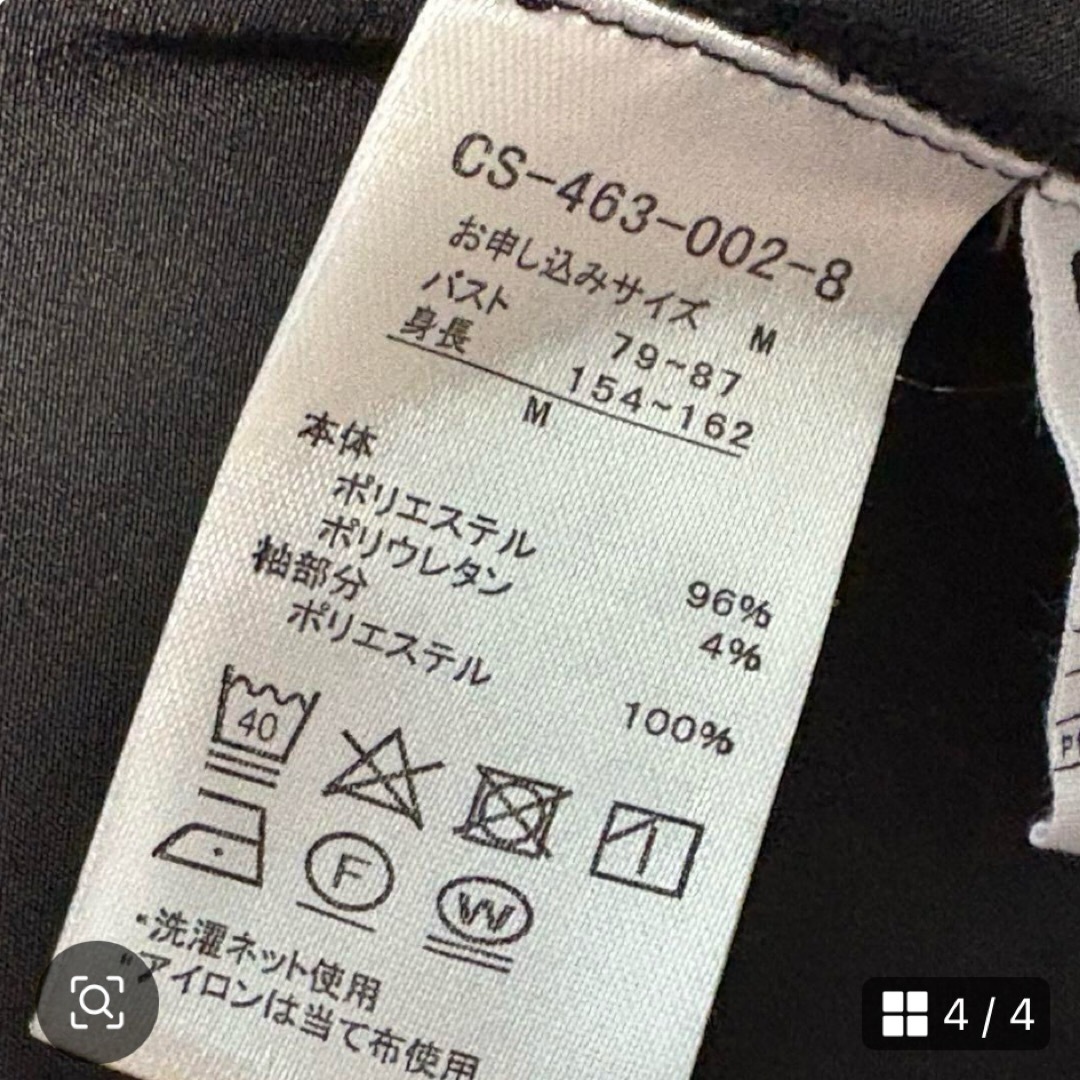 CS-463-002-8
お申し込みサイズ M
バスト 79~87
身長 154~162
M
本体
ポリエステル 96%
ポリウレタン 4%
袖部分
ポリエステル 100%
40
F
W
*洗濯ネット使用
*アイロンは当て布使用
4 / 4